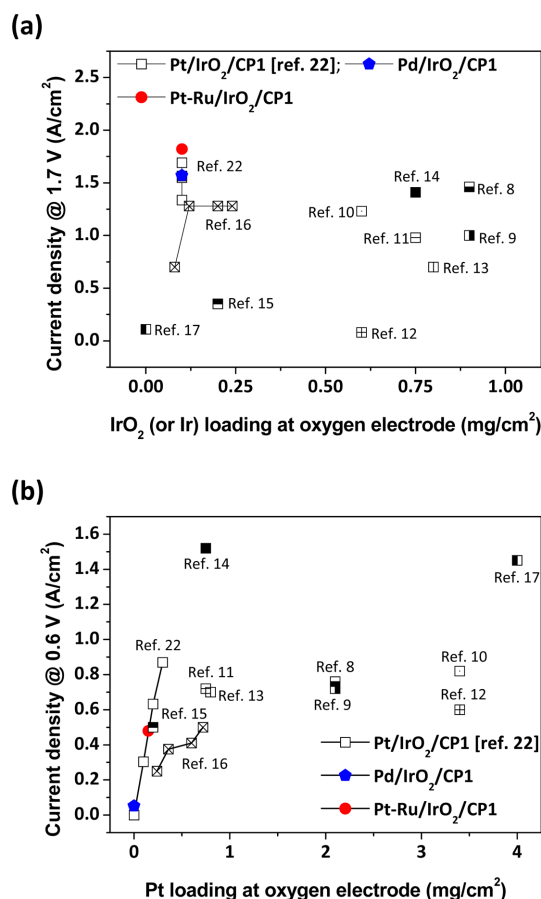 (a)
Pt/IrO₂/CP1 [ref. 22]; Pd/IrO₂/CP1
Pt-Ru/IrO₂/CP1
2.5
2.0
1.5
1.0
0.5
0.0
Current density @ 1.7 V (A/cm²)
Ref. 22
Ref. 14
Ref. 8
Ref. 10
Ref. 16
Ref. 11
Ref. 9
Ref. 13
Ref. 15
Ref. 17
Ref. 12
0.00 0.25 0.50 0.75 1.00
IrO₂ (or Ir) loading at oxygen electrode (mg/cm²)
(b)
1.6
1.4
1.2
1.0
0.8
0.6
0.4
0.2
0.0
Current density @ 0.6 V (A/cm²)
Ref. 14
Ref. 17
Ref. 22
Ref. 11
Ref. 8
Ref. 10
Ref. 13
Ref. 9
Ref. 12
Ref. 15
Ref. 16
Pt/IrO₂/CP1 [ref. 22]
Pd/IrO₂/CP1
Pt-Ru/IrO₂/CP1
0 1 2 3 4
Pt loading at oxygen electrode (mg/cm²)